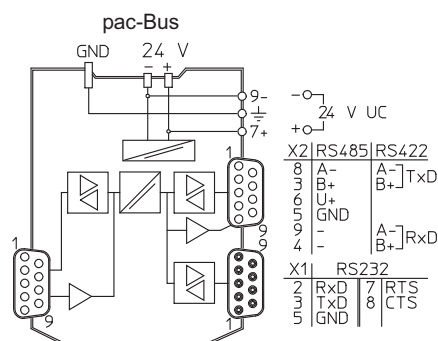 pac-Bus
GND 24 V
- +
9-
7+
-
24 V UC
+
X2 RS485 RS422
8 A- A- TxD
3 B+ B+
6 U+
5 GND
9 - A- RxD
4 - B+
X1 RS232
2 RxD 7 RTS
3 TxD 8 CTS
5 GND
1
9
9
1
1
9